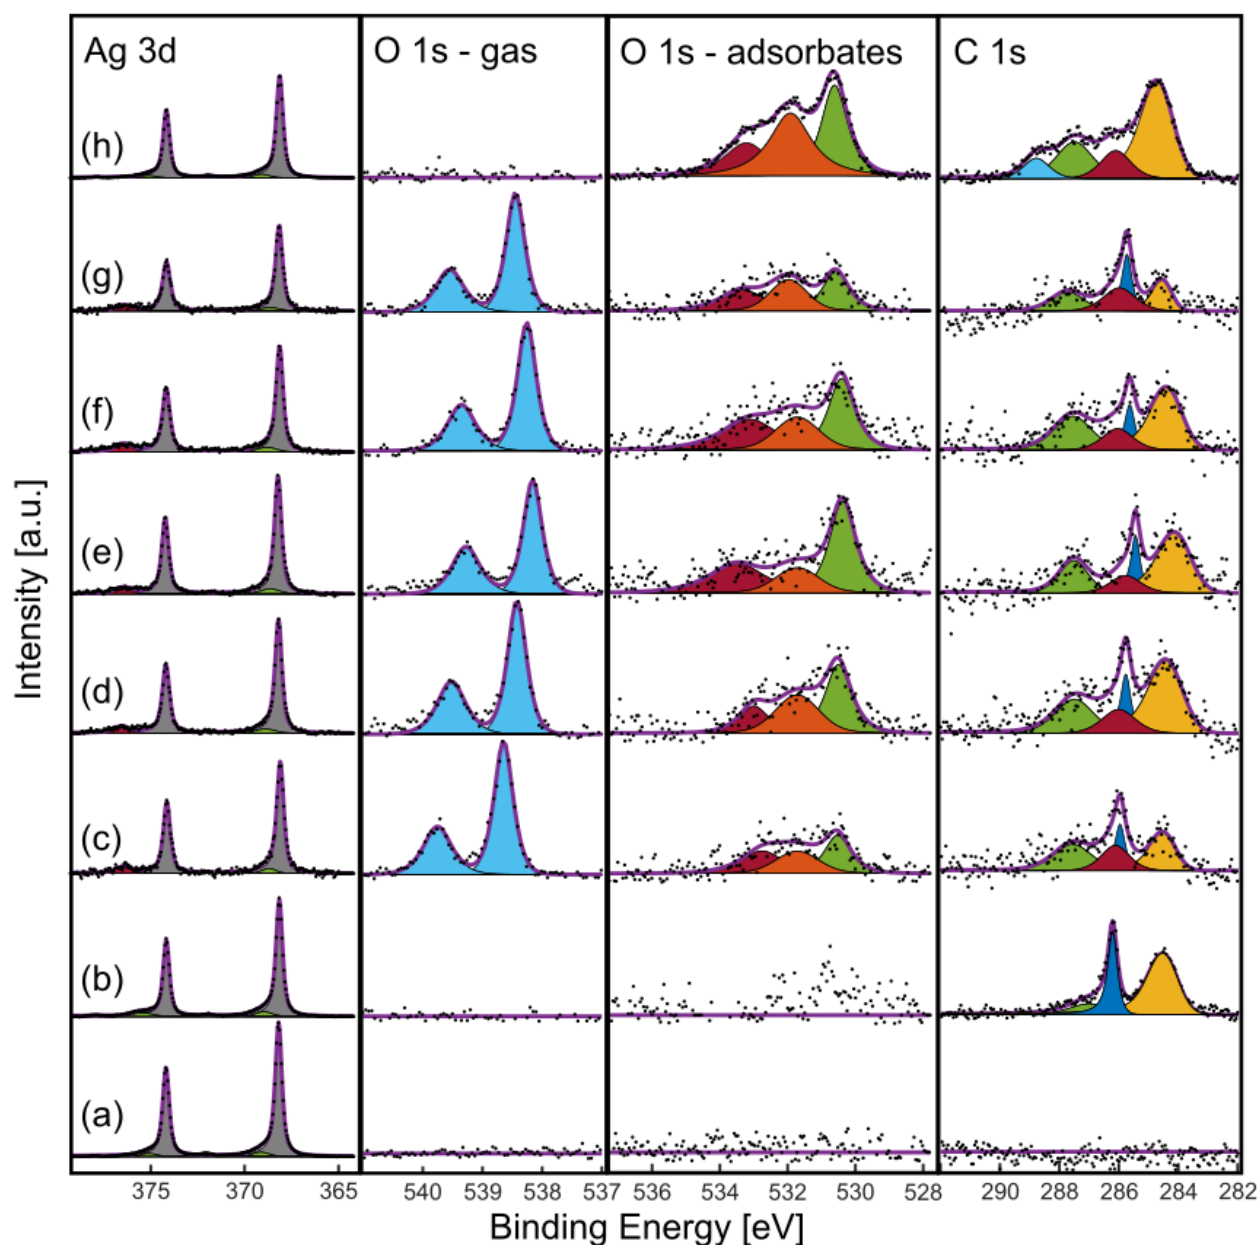 Ag 3d
O 1s - gas
O 1s - adsorbates
C 1s
(h)
(g)
(f)
(e)
(d)
(c)
(b)
(a)
Intensity [a.u.]
375 370 365
540 539 538 537
536 534 532 530 528
290 288 286 284 282
Binding Energy [eV]